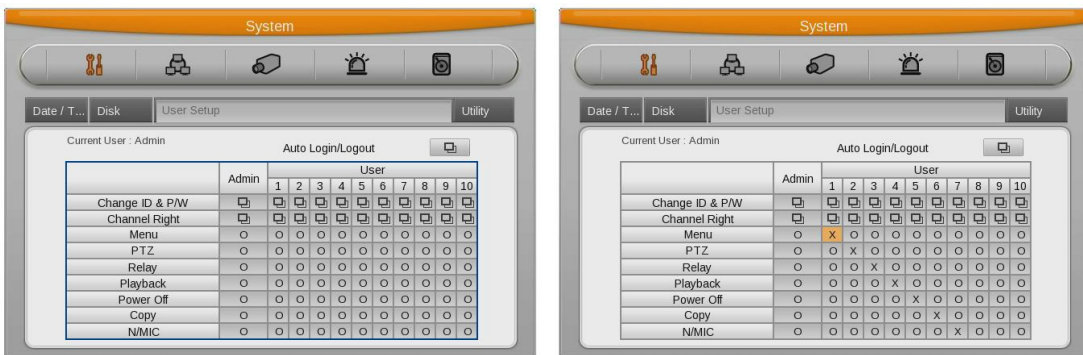 System
Date / T... Disk User Setup Utility
Current User : Admin
Auto Login/Logout
Admin User
1 2 3 4 5 6 7 8 9 10
Change ID & P/W
Channel Right
Menu O O O O O O O O O O O
PTZ O O O O O O O O O O O
Relay O O O O O O O O O O O
Playback O O O O O O O O O O O
Power Off O O O O O O O O O O O
Copy O O O O O O O O O O O
N/MIC O O O O O O O O O O O
System
Date / T... Disk User Setup Utility
Current User : Admin
Auto Login/Logout
Admin User
1 2 3 4 5 6 7 8 9 10
Change ID & P/W
Channel Right
Menu O X O O O O O O O O O
PTZ O O X O O O O O O O O
Relay O O O X O O O O O O O
Playback O O O O X O O O O O O
Power Off O O O O O X O O O O O
Copy O O O O O O X O O O O
N/MIC O O O O O O O X O O O